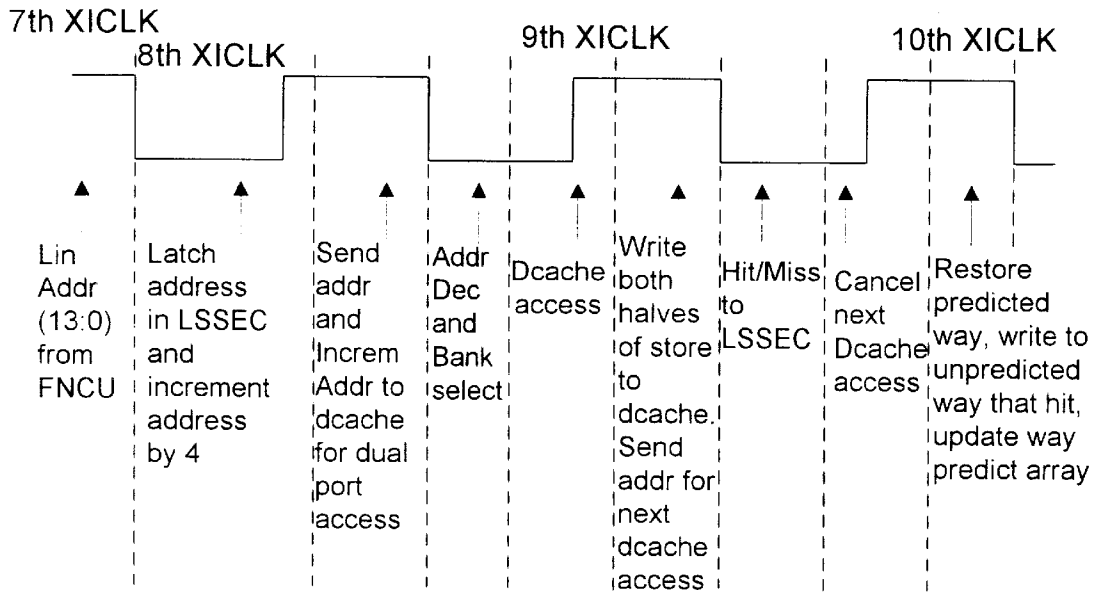 7th XICLK
8th XICLK
9th XICLK
10th XICLK
Lin
Addr
(13:0)
from
FNCU
Latch
address
in LSSEC
and
increment
address
by 4
Send
addr
and
Increm
Addr to
dcache
for dual
port
access
Addr
Dec
and
Bank
select
Dcache
access
Write
both
halves
of store
to
dcache.
Send
addr for
next
dcache
access
Hit/Miss
to
LSSEC
Cancel
next
Dcache
access
Restore
predicted
way, write to
unpredicted
way that hit,
update way
predict array